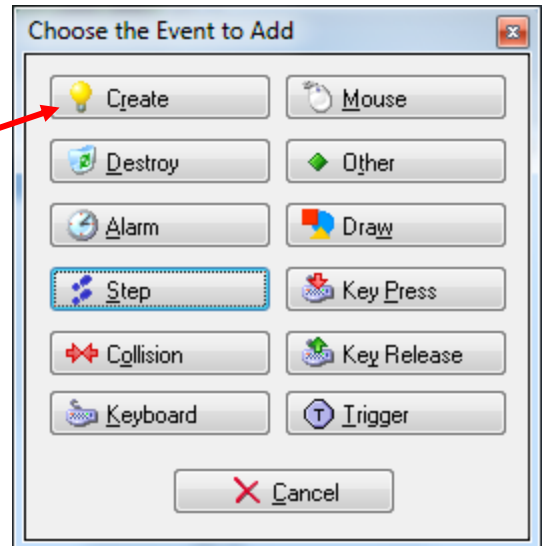 Choose the Event to Add
Create
Mouse
Destroy
Other
Alarm
Draw
Step
Key Press
Collision
Key Release
Keyboard
T Trigger
Cancel